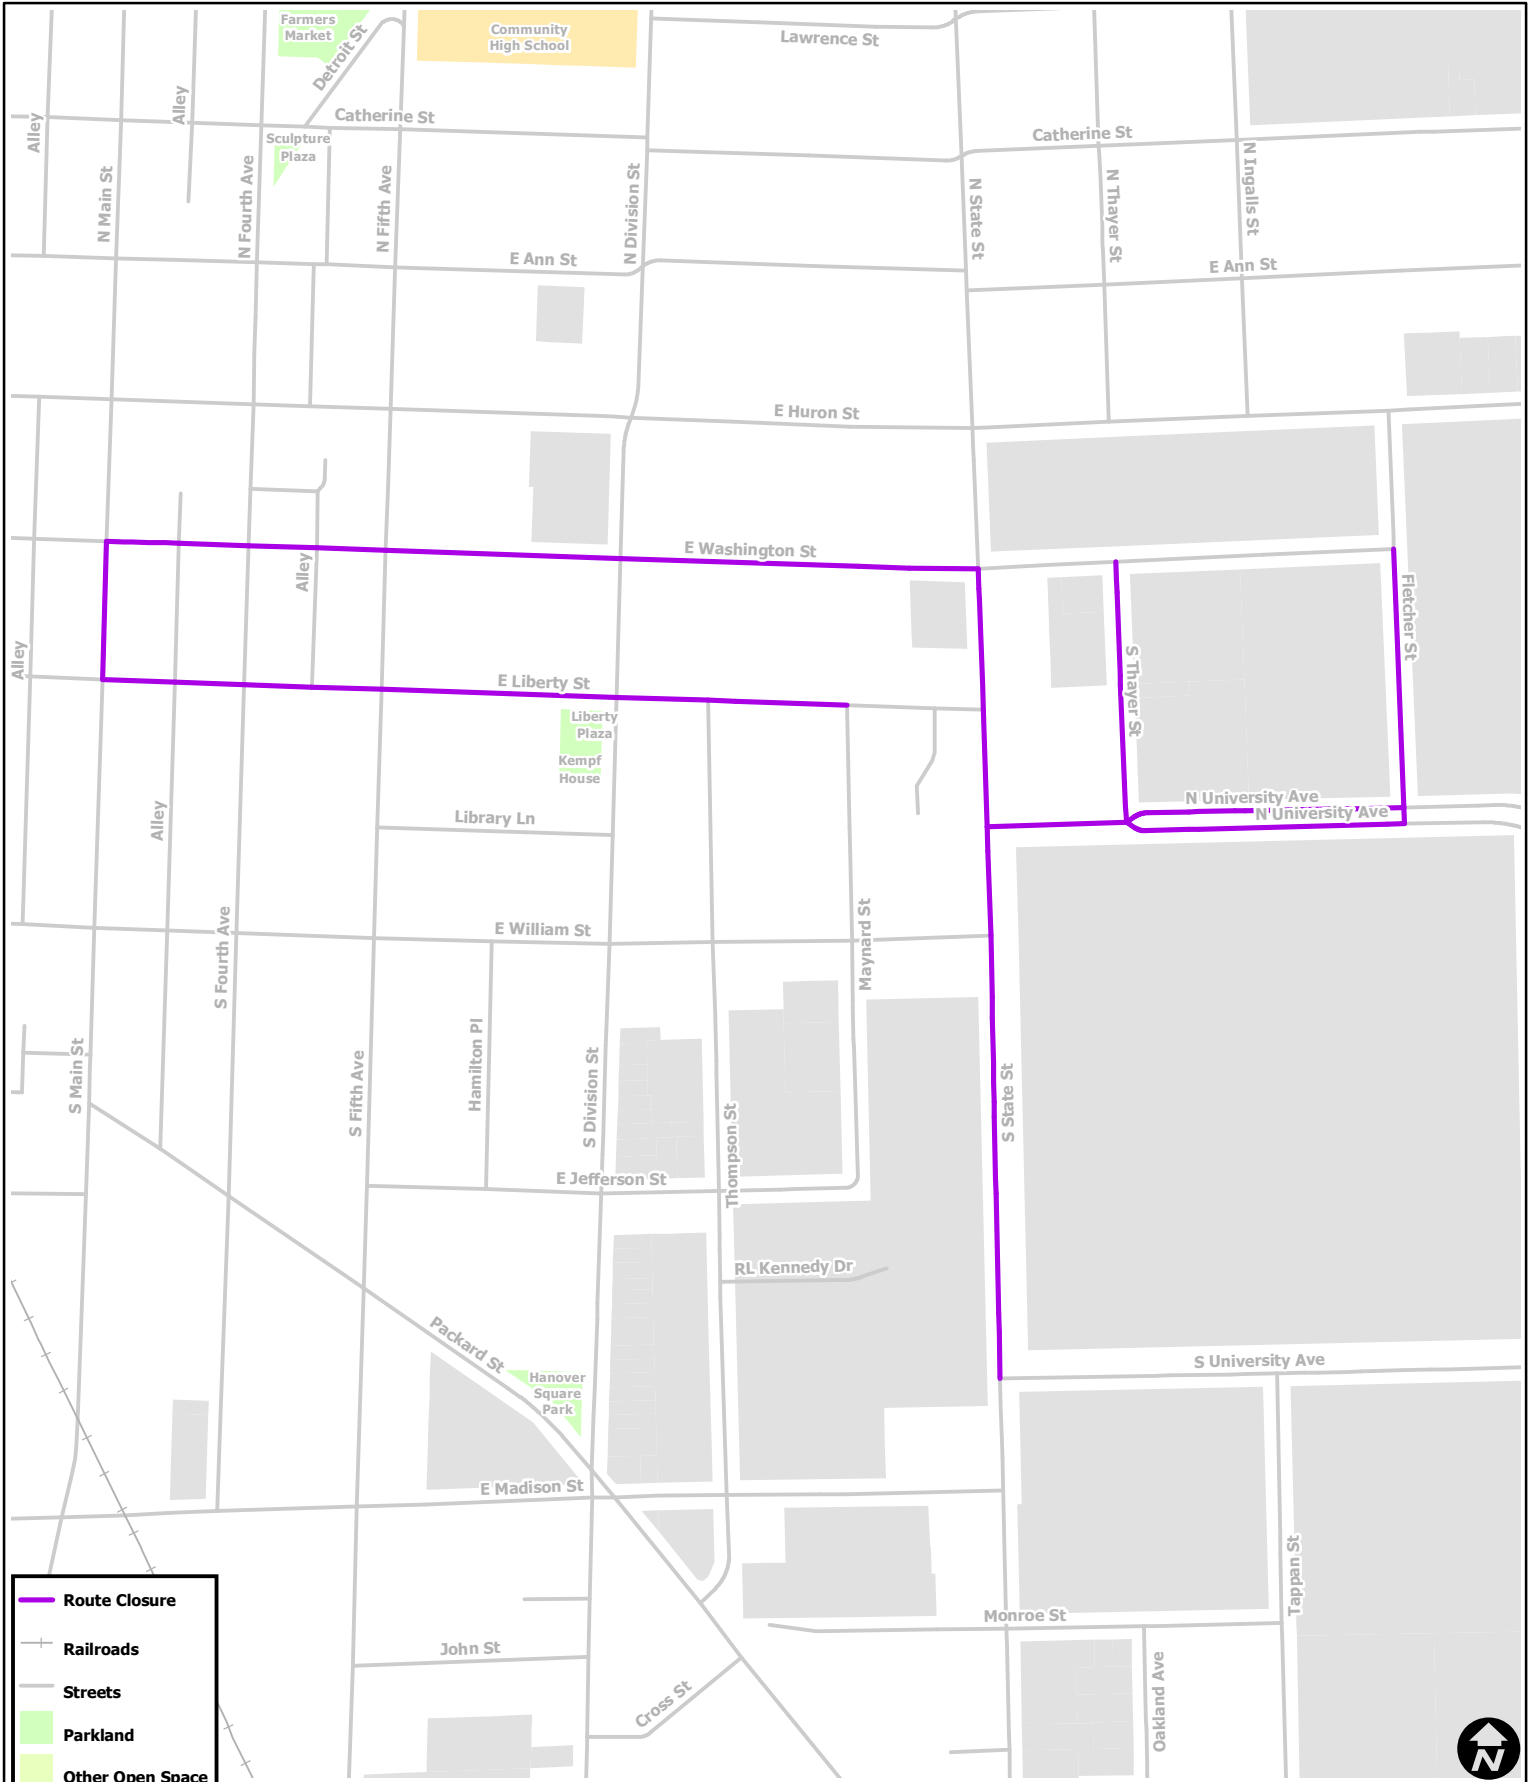 Farmers
Market
Detroit St
Community
High School
Lawrence St
Alley
Alley
Catherine St
Catherine St
Sculpture
Plaza
N Main St
N Fourth Ave
N Fifth Ave
N Division St
N State St
N Thayer St
N Ingalls St
E Ann St
E Ann St
E Huron St
E Washington St
Alley
Alley
E Liberty St
Liberty
Plaza
Kempf
House
S Thayer St
Fletcher St
N University Ave
N University Ave
Library Ln
Alley
E William St
S Fourth Ave
Maynard St
S Main St
S Fifth Ave
Hamilton Pl
S Division St
Thompson St
S State St
E Jefferson St
RL Kennedy Dr
Packard St
Hanover
Square
Park
S University Ave
E Madison St
Tappan St
Monroe St
John St
Cross St
Oakland Ave
Route Closure
Railroads
Streets
Parkland
Other Open Space
N